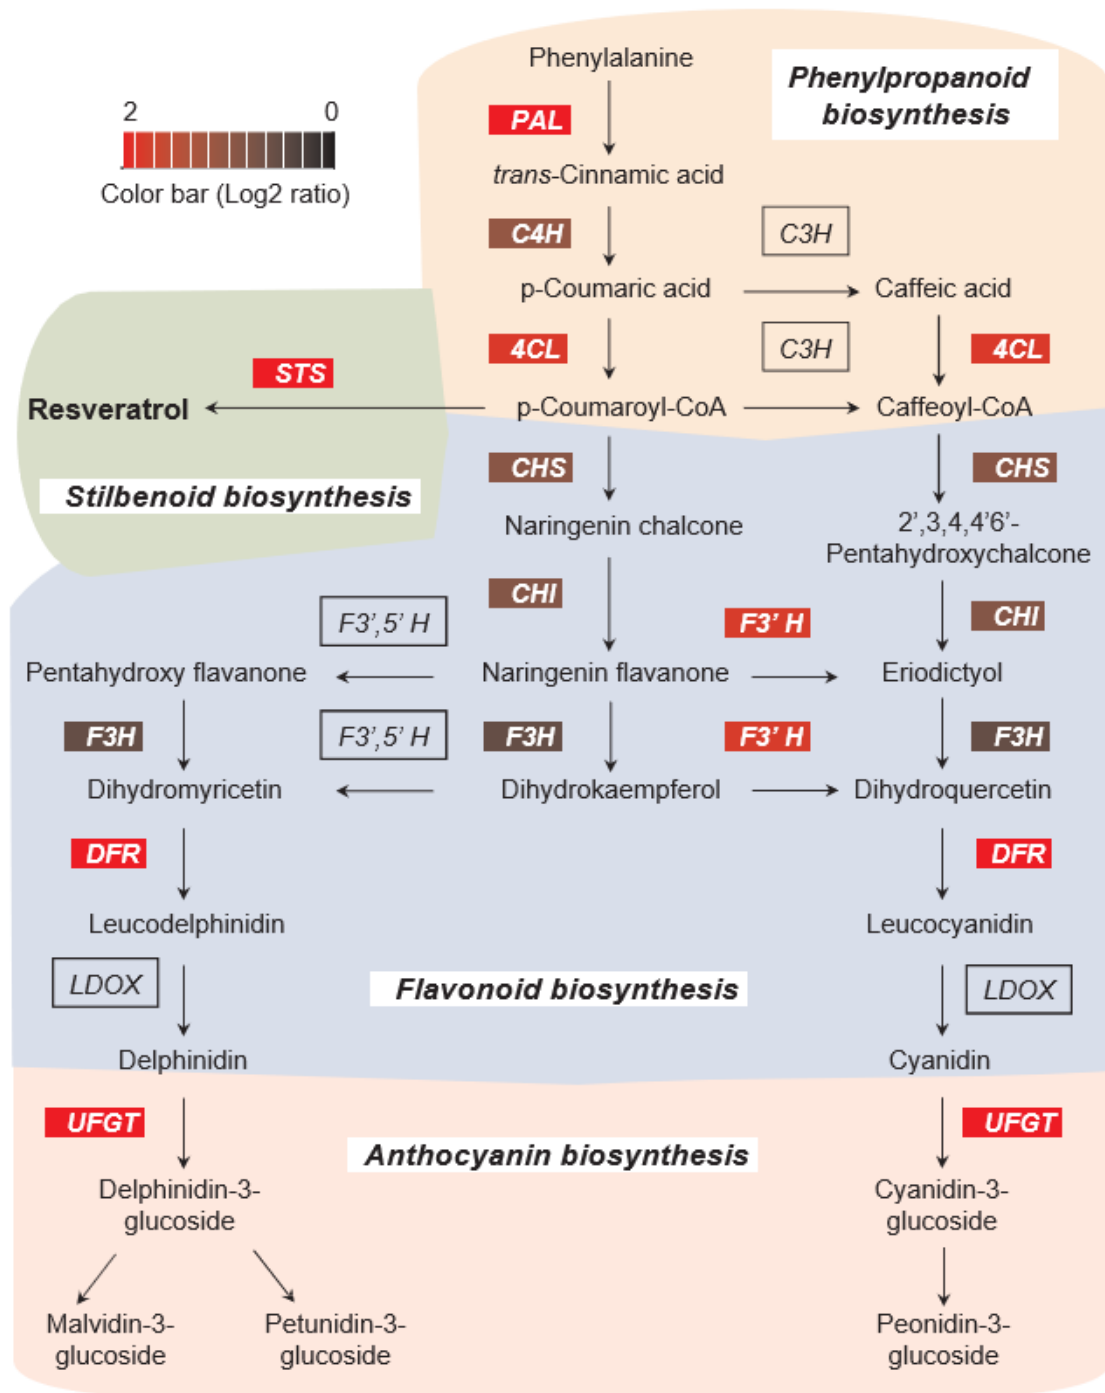 Phenylalanine
Phenylpropanoid
biosynthesis
2 0
Color bar (Log2 ratio)
PAL
trans-Cinnamic acid
C4H
C3H
p-Coumaric acid
Caffeic acid
4CL
C3H
4CL
STS
Resveratrol
p-Coumaroyl-CoA
Caffeoyl-CoA
CHS
CHS
Stilbenoid biosynthesis
Naringenin chalcone
2',3,4,4'6'-
Pentahydroxychalcone
CHI
F3',5' H
F3' H
CHI
Pentahydroxy flavanone
Naringenin flavanone
Eriodictyol
F3H
F3',5' H
F3H
F3' H
F3H
Dihydromyricetin
Dihydrokaempferol
Dihydroquercetin
DFR
DFR
Leucodelphinidin
Leucocyanidin
LDOX
Flavonoid biosynthesis
LDOX
Delphinidin
Cyanidin
UFGT
UFGT
Anthocyanin biosynthesis
Delphinidin-3-
glucoside
Cyanidin-3-
glucoside
Malvidin-3-
glucoside
Petunidin-3-
glucoside
Peonidin-3-
glucoside